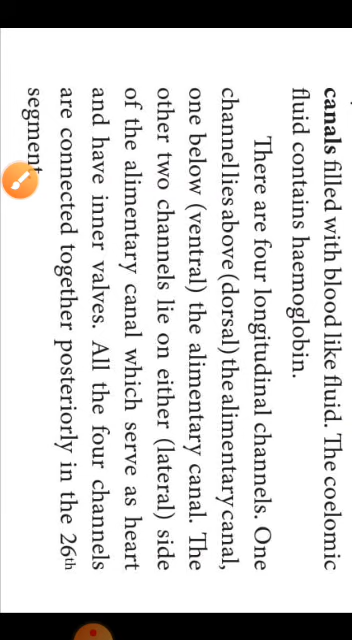 canals filled with blood like fluid. The coelomic
fluid contains haemoglobin.
There are four longitudinal channels. One
channel lies above (dorsal) the alimentary canal,
one below (ventral) the alimentary canal. The
other two channels lie on either (lateral) side
of the alimentary canal which serve as heart
and have inner valves. All the four channels
are connected together posteriorly in the 26th
segment